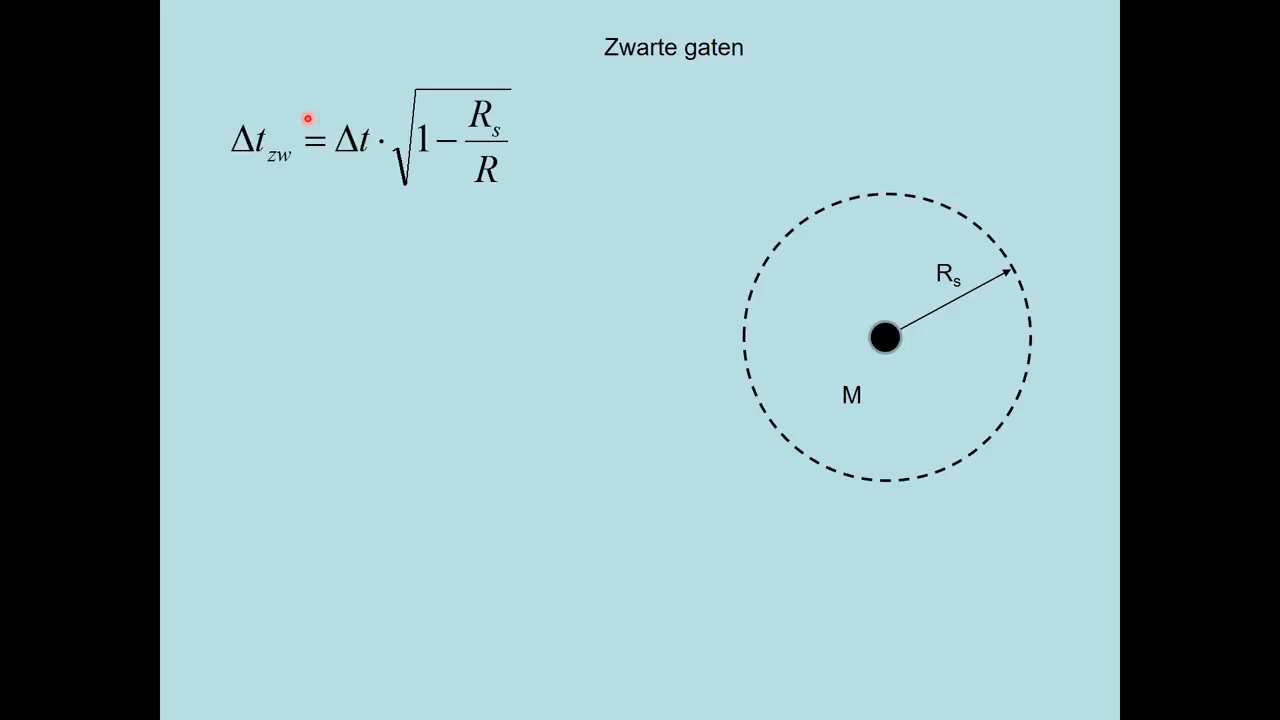 Zwarte gaten
Δt_zw = Δt · √(1 − R_s/R)
R_s
M